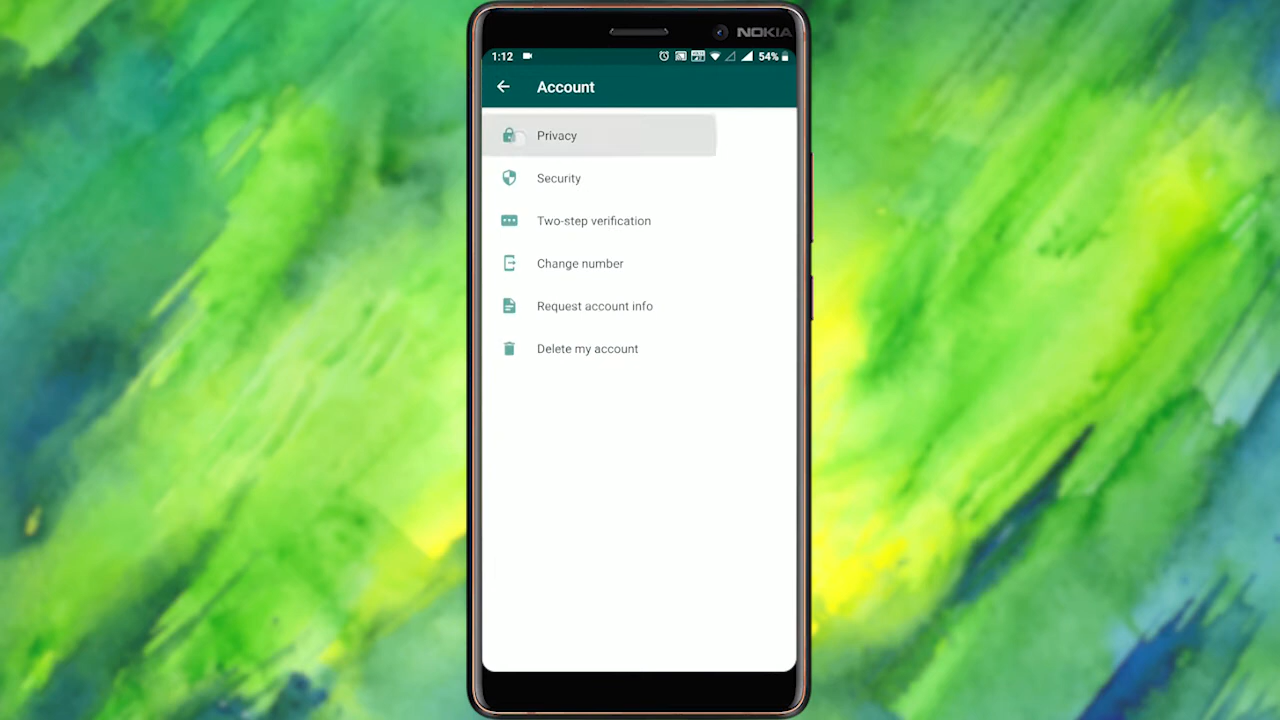 NOKIA
1:12
54%
Account
Privacy
Security
Two-step verification
Change number
Request account info
Delete my account